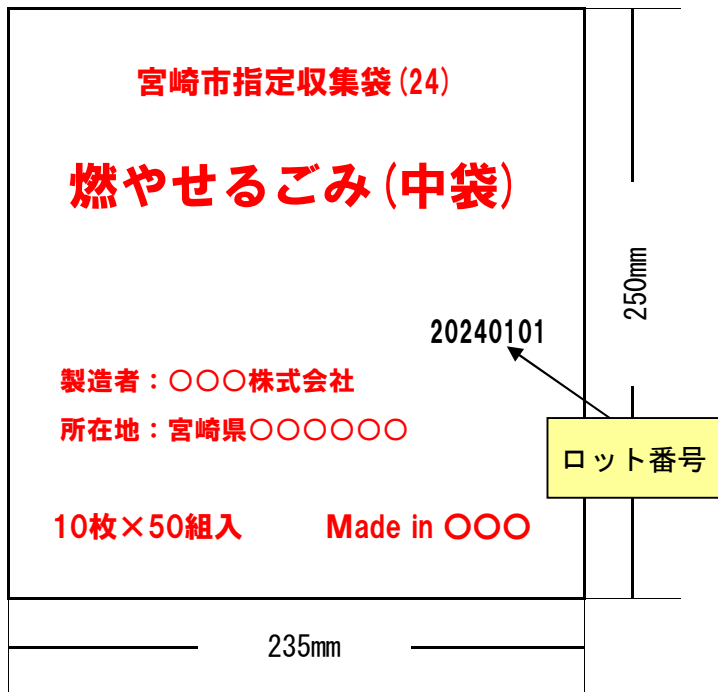 宮崎市指定収集袋(24)
燃やせるごみ(中袋)
250mm
20240101
製造者：〇〇〇株式会社
所在地：宮崎県〇〇〇〇〇〇
ロット番号
10枚×50組入 Made in 〇〇〇
235mm